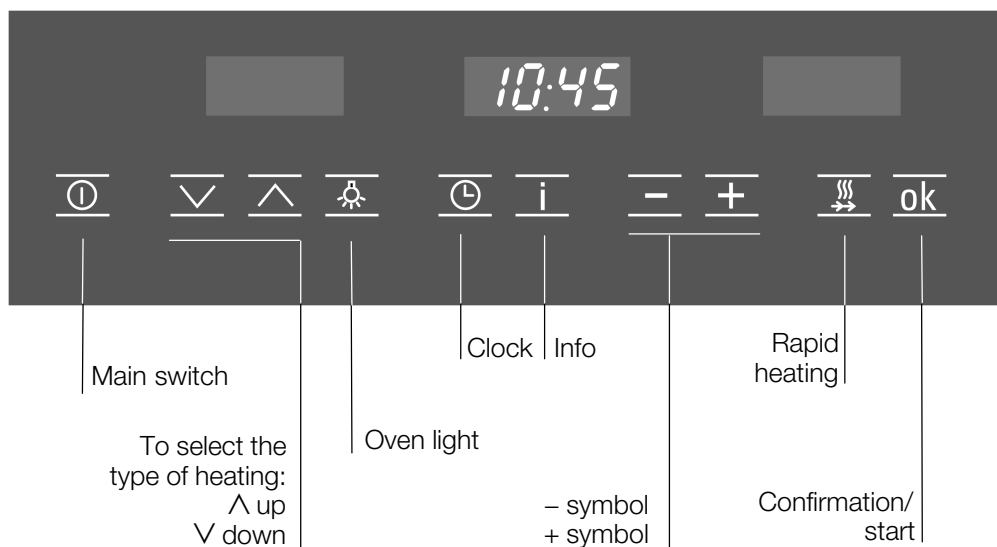 10:45
i
− +
ok
Clock
Info
Rapid
heating
Main switch
To select the
type of heating:
∧ up
∨ down
Oven light
– symbol
+ symbol
Confirmation/
start